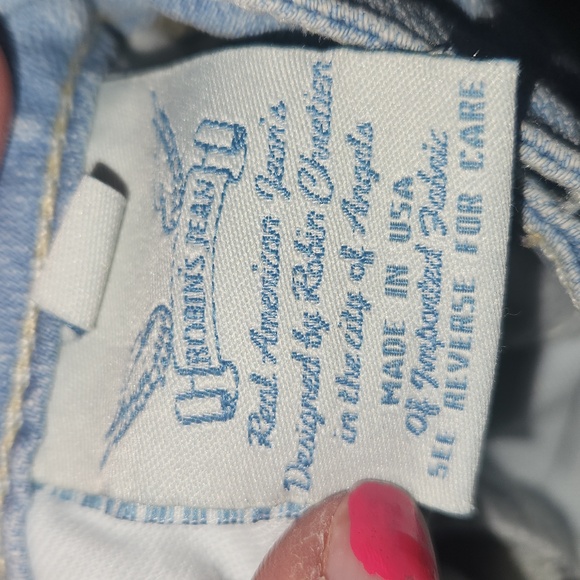 ROBIN'S JEAN
Real American Jean's
Designed by Robin Chretien
in the city of Angels
MADE IN USA
Of Imported Fabric
SEE REVERSE FOR CARE